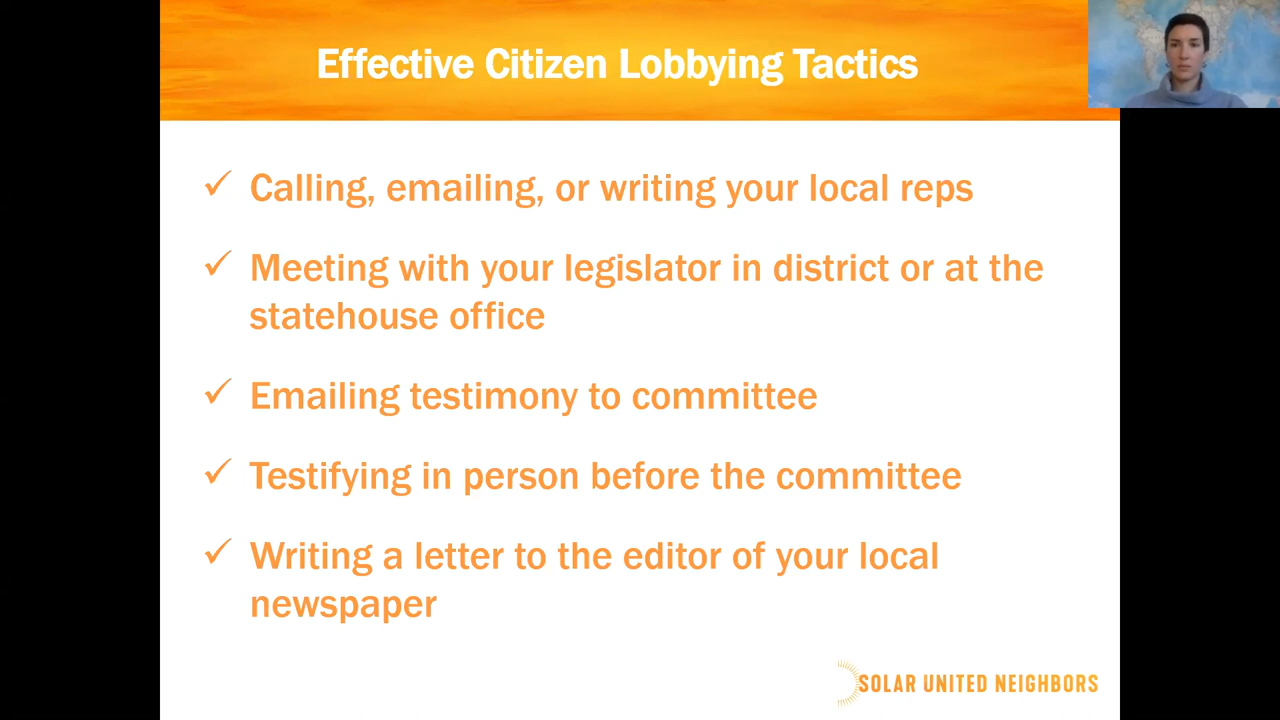 Effective Citizen Lobbying Tactics
Calling, emailing, or writing your local reps
Meeting with your legislator in district or at the
statehouse office
Emailing testimony to committee
Testifying in person before the committee
Writing a letter to the editor of your local
newspaper
SOLAR UNITED NEIGHBORS